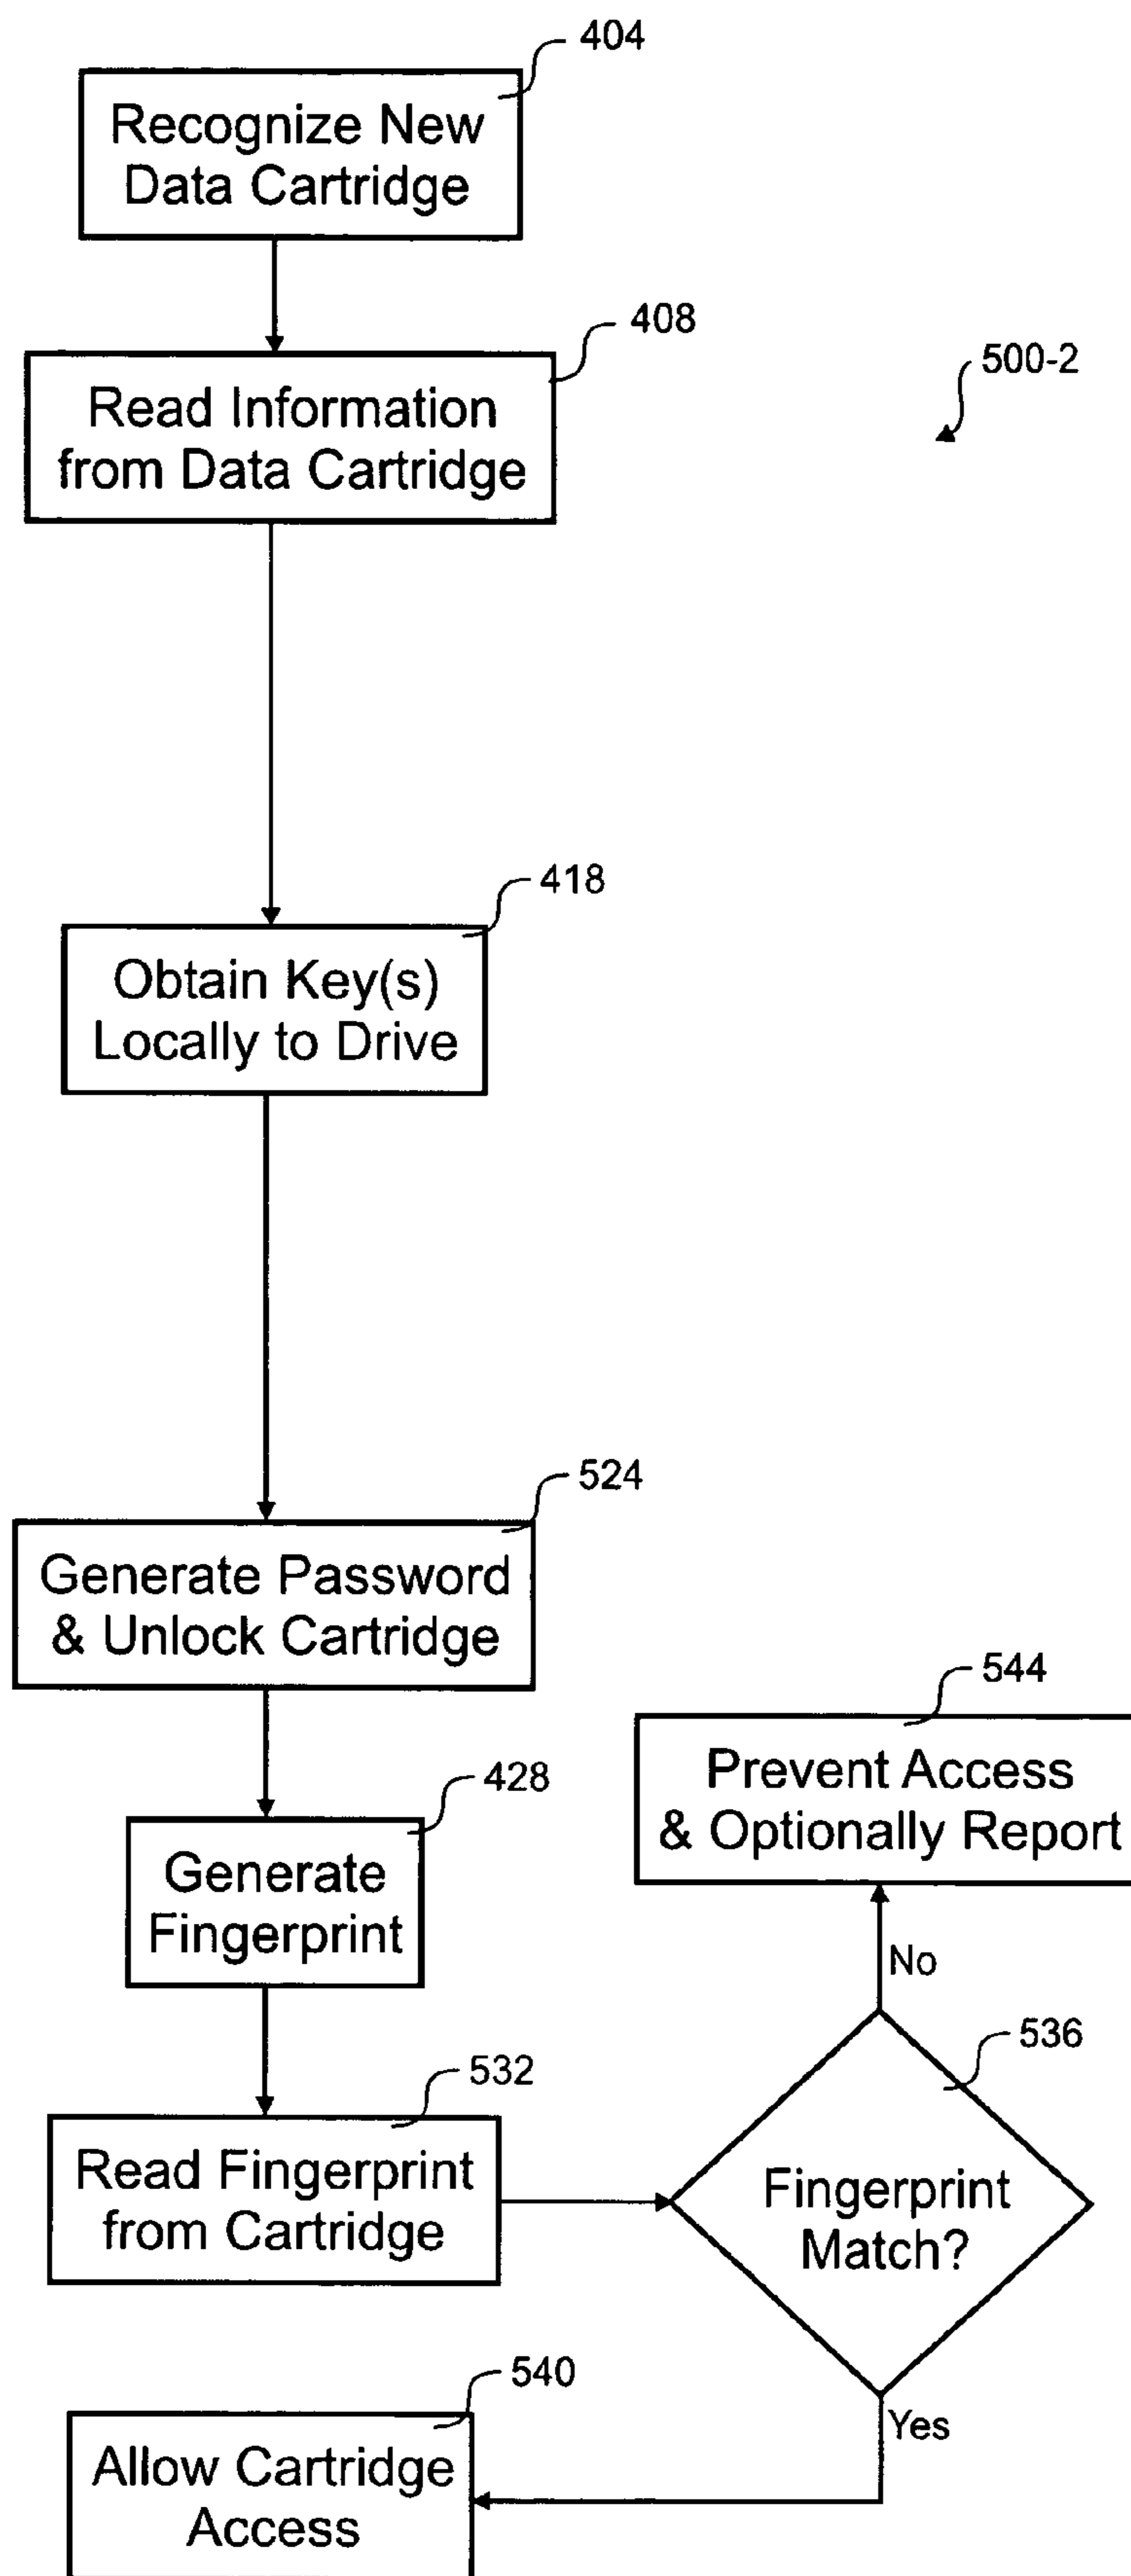 404
Recognize New
Data Cartridge
408
500-2
Read Information
from Data Cartridge
418
Obtain Key(s)
Locally to Drive
524
Generate Password
& Unlock Cartridge
544
Prevent Access
& Optionally Report
428
Generate
Fingerprint
No
536
532
Read Fingerprint
from Cartridge
Fingerprint
Match?
540
Yes
Allow Cartridge
Access